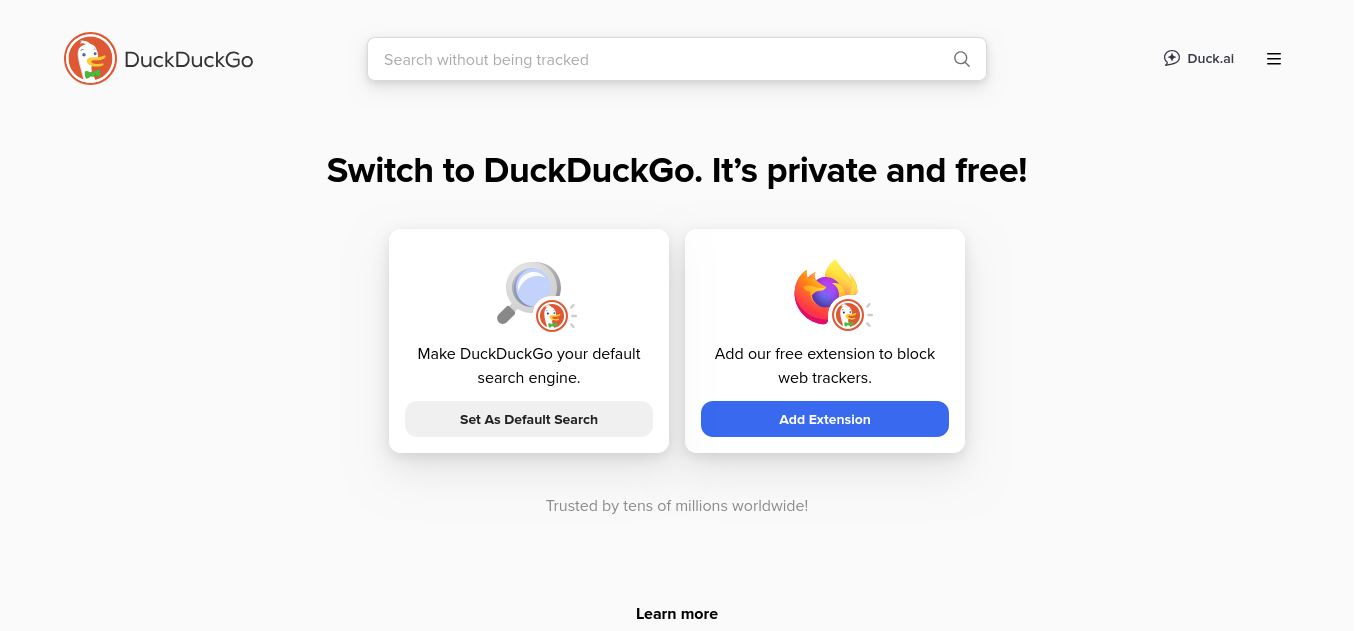 DuckDuckGo
Search without being tracked
Duck.ai
Switch to DuckDuckGo. It’s private and free!
Make DuckDuckGo your default
search engine.
Set As Default Search
Add our free extension to block
web trackers.
Add Extension
Trusted by tens of millions worldwide!
Learn more